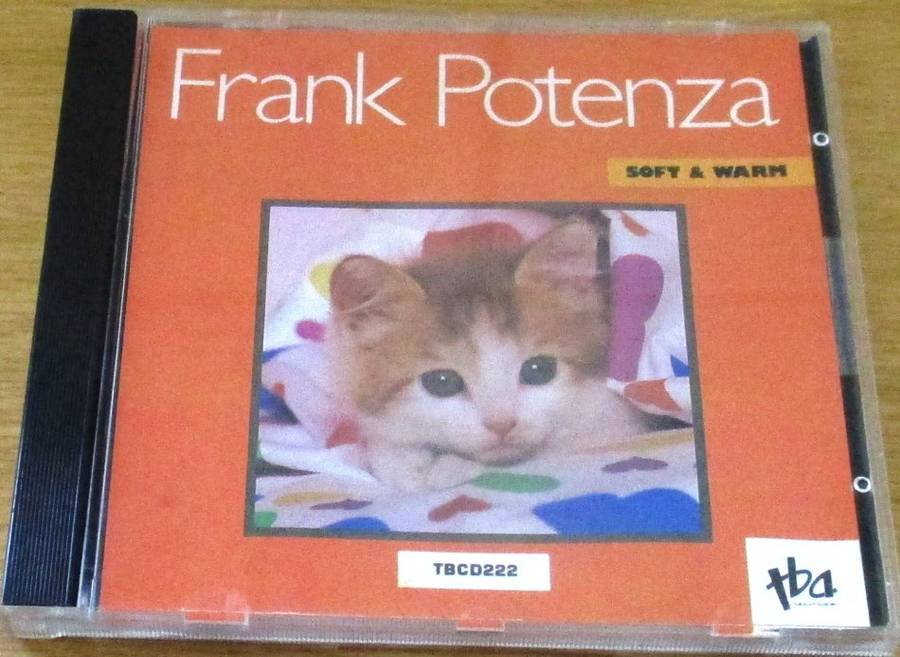 Frank Potenza
SOFT & WARM
TBCD222
tba